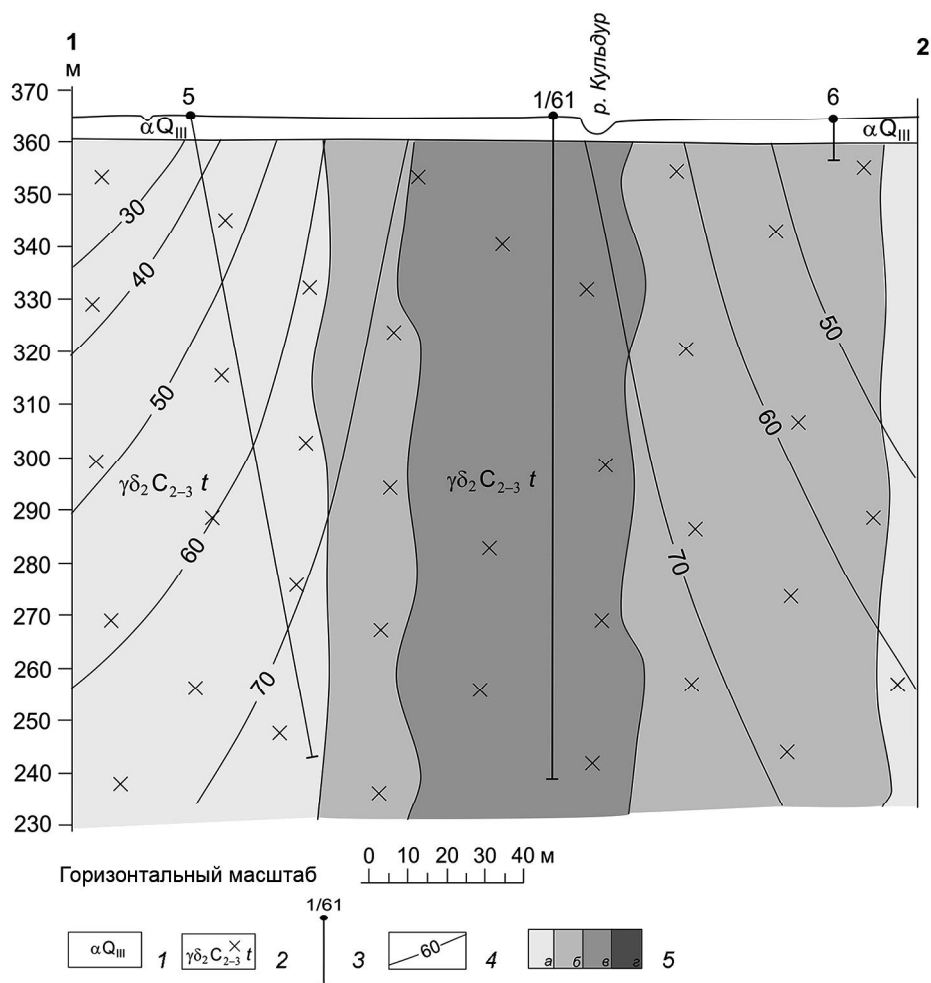 1
м
р. Кульдур
2
370
360
350
340
330
320
310
300
290
280
270
260
250
240
230
5
1/61
6
αQIII
αQIII
30
40
50
60
70
50
60
70
γδ₂C₂₋₃ t
γδ₂C₂₋₃ t
Горизонтальный масштаб
0 10 20 30 40 м
αQIII 1
γδ₂C₂₋₃ t 2
1/61 3
60 4
а б в г 5